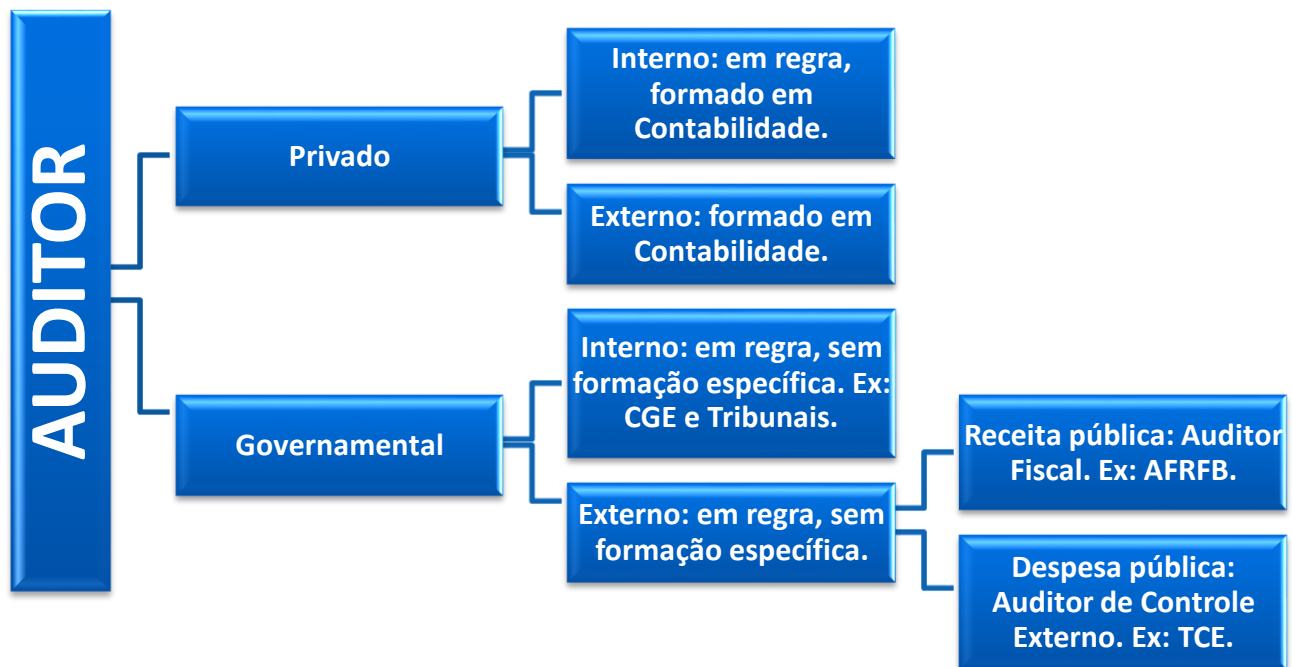 AUDITOR
Privado
Interno: em regra,
formado em
Contabilidade.
Externo: formado em
Contabilidade.
Governamental
Interno: em regra, sem
formação específica. Ex:
CGE e Tribunais.
Externo: em regra, sem
formação específica.
Receita pública: Auditor
Fiscal. Ex: AFRFB.
Despesa pública:
Auditor de Controle
Externo. Ex: TCE.